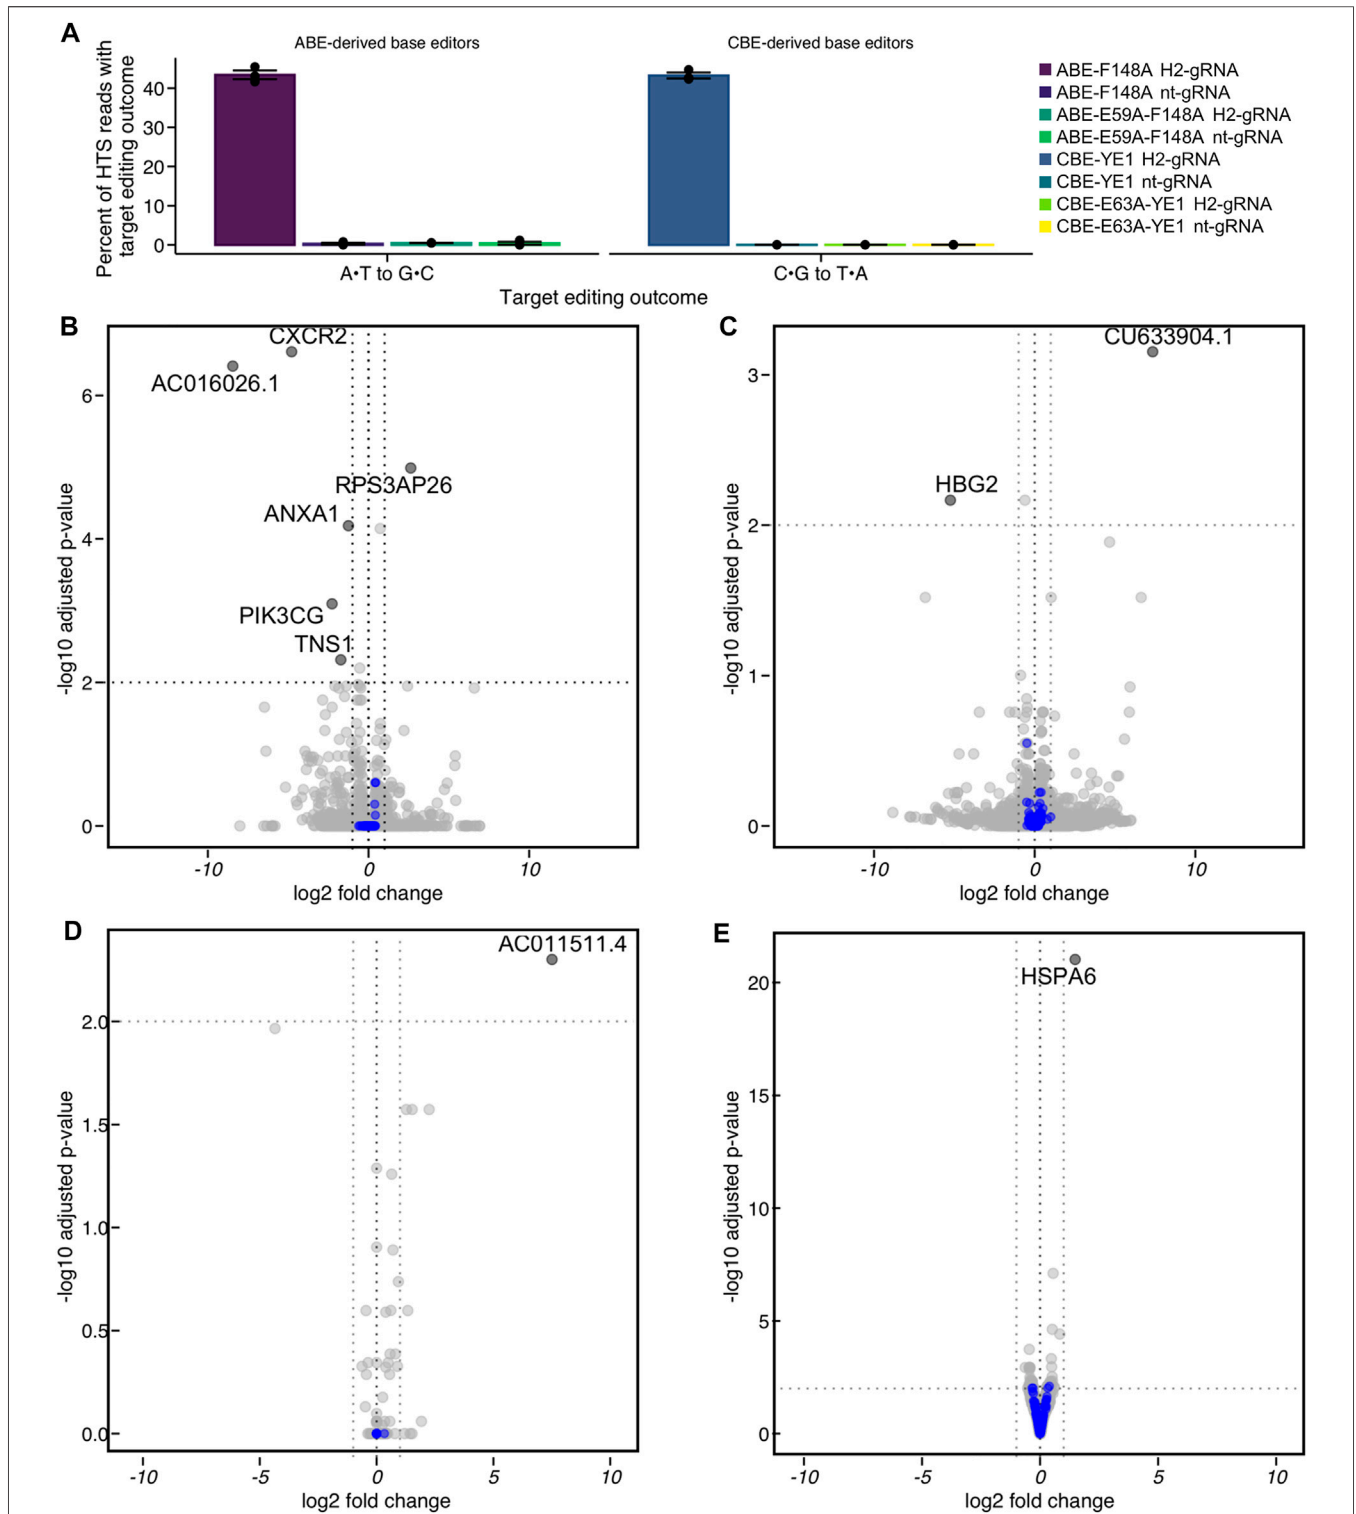 A
ABE-derived base editors
CBE-derived base editors
Percent of HTS reads with
target editing outcome
40
30
20
10
0
A•T to G•C
C•G to T•A
Target editing outcome
ABE-F148A H2-gRNA
ABE-F148A nt-gRNA
ABE-E59A-F148A H2-gRNA
ABE-E59A-F148A nt-gRNA
CBE-YE1 H2-gRNA
CBE-YE1 nt-gRNA
CBE-E63A-YE1 H2-gRNA
CBE-E63A-YE1 nt-gRNA
B
CXCR2
AC016026.1
RPS3AP26
ANXA1
PIK3CG
TNS1
-log10 adjusted p-value
6
4
2
0
-10
0
10
log2 fold change
C
CU633904.1
HBG2
-log10 adjusted p-value
3
2
1
0
-10
0
10
log2 fold change
D
AC011511.4
-log10 adjusted p-value
2.0
1.5
1.0
0.5
0.0
-10
-5
0
5
10
log2 fold change
E
HSPA6
-log10 adjusted p-value
20
15
10
5
0
-10
-5
0
5
10
log2 fold change